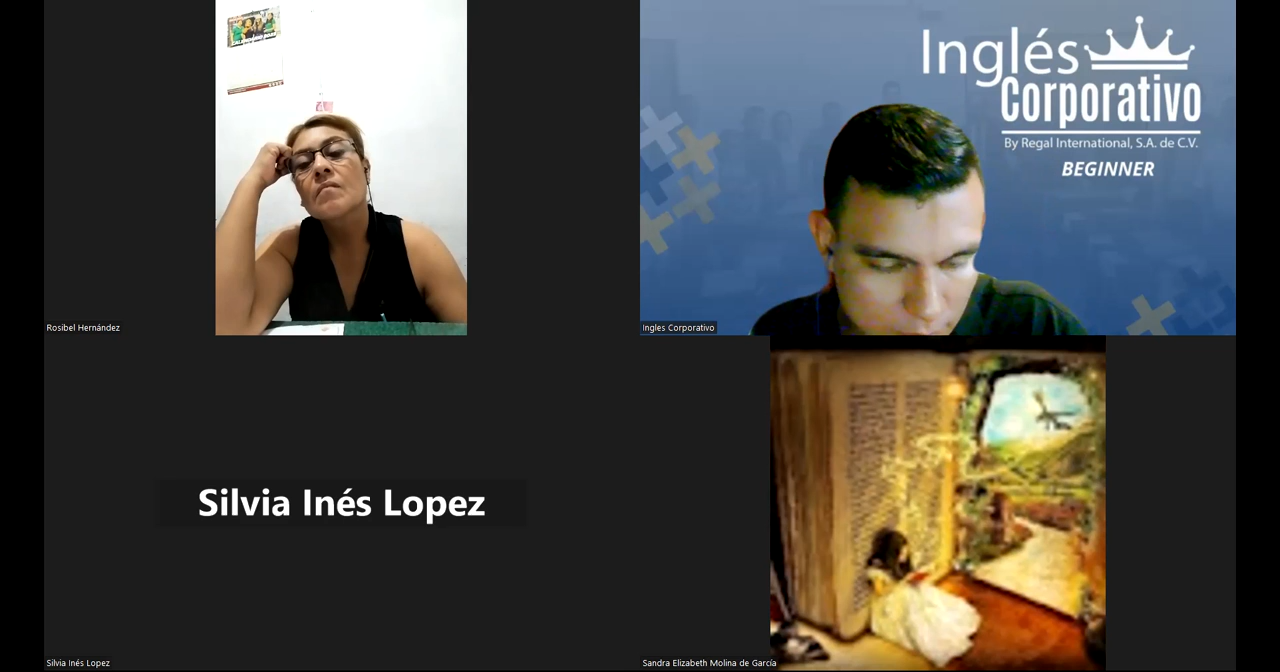 Rosibel Hernández
Inglés
Corporativo
By Regal International, S.A. de C.V.
BEGINNER
Ingles Corporativo
Silvia Inés Lopez
Silvia Inés Lopez
Sandra Elizabeth Molina de García